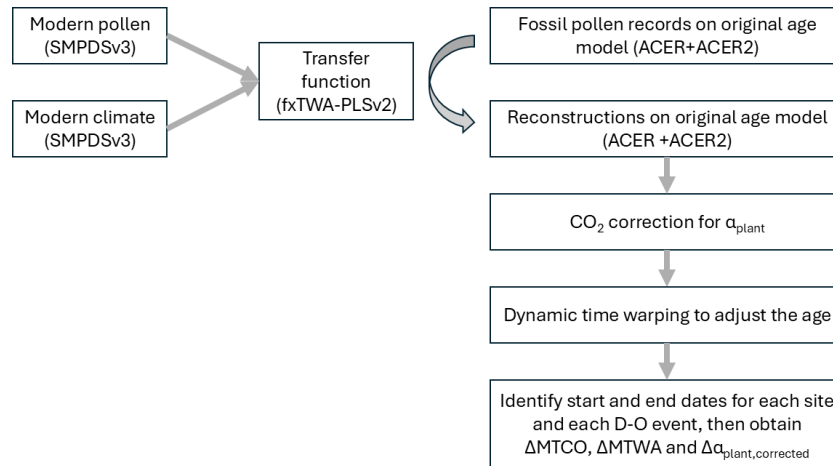 Modern pollen
(SMPDSv3)
Modern climate
(SMPDSv3)
Transfer
function
(fxTWA-PLSv2)
Fossil pollen records on original age
model (ACER+ACER2)
Reconstructions on original age model
(ACER +ACER2)
CO₂ correction for αplant
Dynamic time warping to adjust the age
Identify start and end dates for each site
and each D-O event, then obtain
ΔMTCO, ΔMTWA and Δαplant,corrected